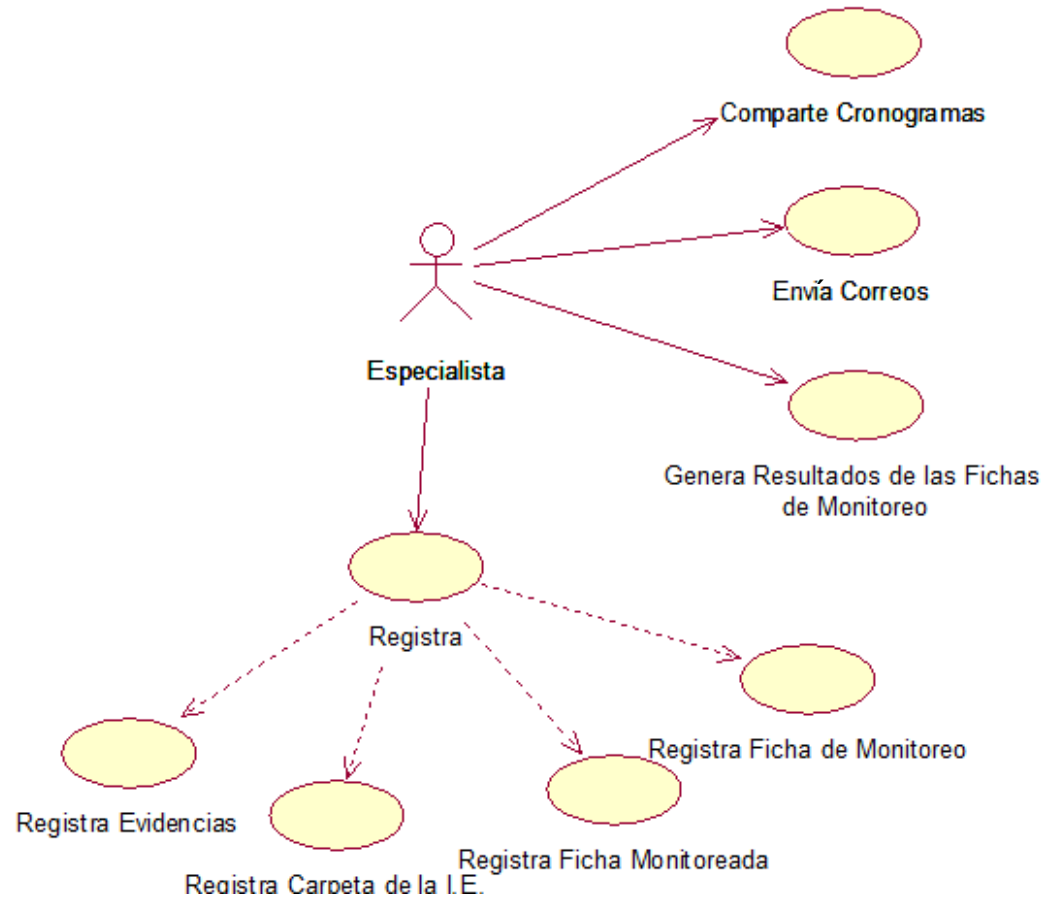 Comparte Cronogramas
Envía Correos
Especialista
Genera Resultados de las Fichas
de Monitoreo
Registra
Registra Ficha de Monitoreo
Registra Evidencias
Registra Ficha Monitoreada
Registra Carpeta de la I.E.